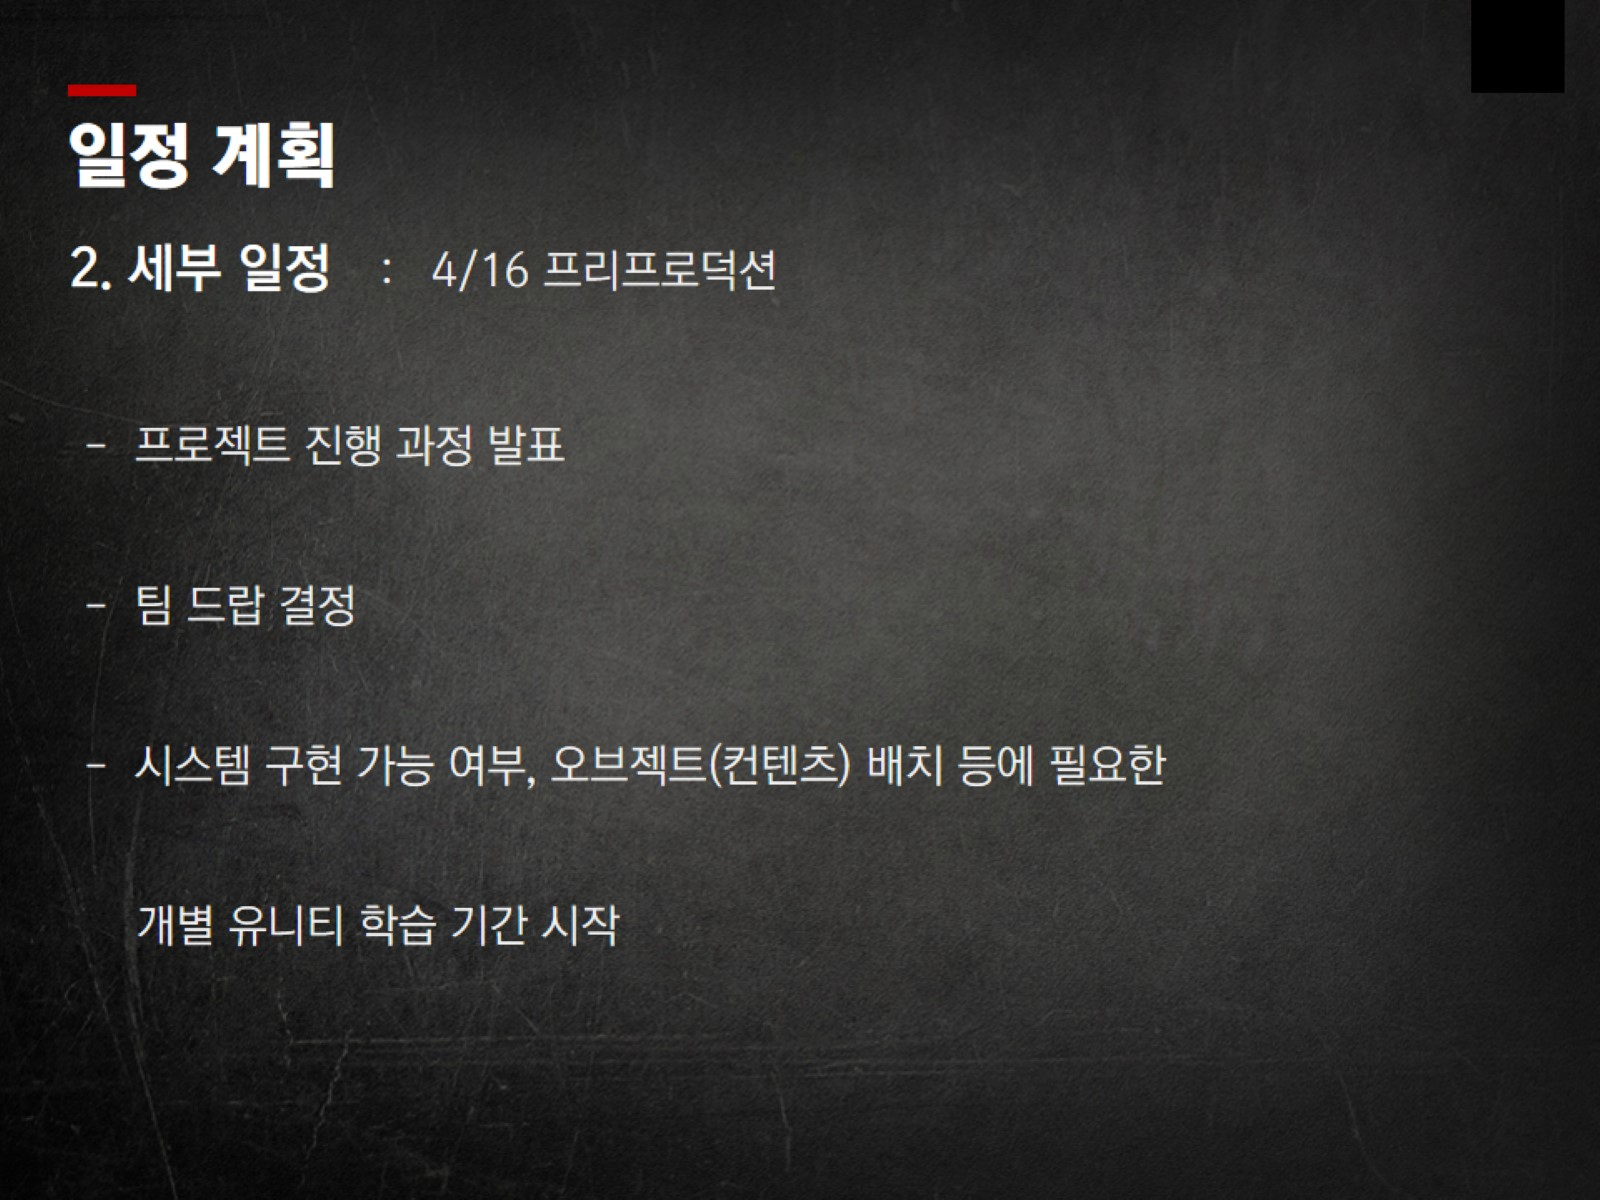 일정 계획
2. 세부 일정 : 4/16 프리프로덕션
- 프로젝트 진행 과정 발표
- 팀 드랍 결정
- 시스템 구현 가능 여부, 오브젝트(컨텐츠) 배치 등에 필요한
개별 유니티 학습 기간 시작